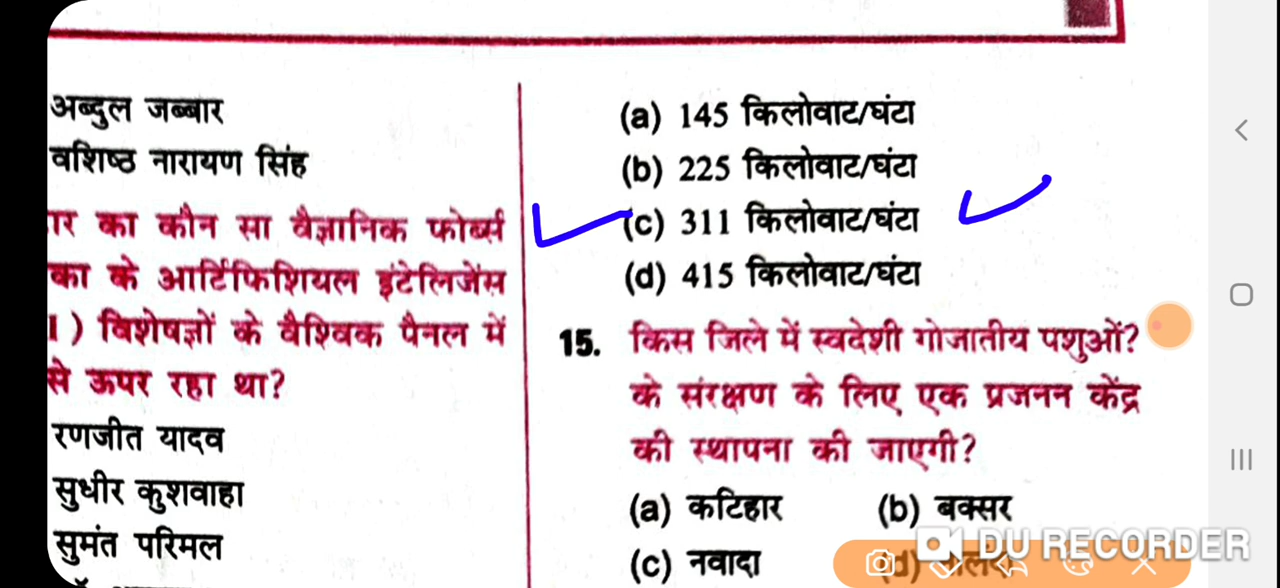 अब्दुल जब्बार
वशिष्ठ नारायण सिंह
का कौन सा वैज्ञानिक फोर्ब्स
का के आर्टिफिशियल इंटेलिजेंस
) विशेषज्ञों के वैश्विक पैनल में
से ऊपर रहा था?
रणजीत यादव
सुधीर कुशवाहा
सुमंत परिमल
(a) 145 किलोवाट/घंटा
(b) 225 किलोवाट/घंटा
(c) 311 किलोवाट/घंटा
(d) 415 किलोवाट/घंटा
15. किस जिले में स्वदेशी गोजातीय पशुओं?
के संरक्षण के लिए एक प्रजनन केंद्र
की स्थापना की जाएगी?
(a) कटिहार (b) बक्सर
(c) नवादा (d)
DU RECORDER